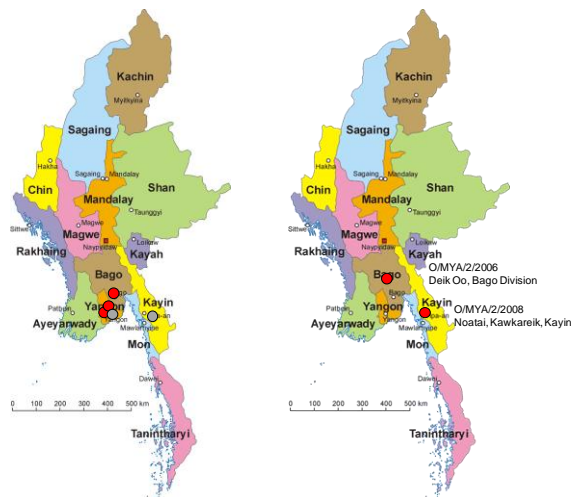 Kachin
Myitkyina
Sagaing
Hakha
Chin
Sagaing
Mandalay
Shan
Mandalay
Taunggyi
Magwe
Magwe
Sittwe
Rakhaing
Naypyidaw
Loikaw
Kayah
Bago
Kayin
Pathein
Yangon
Ayeyarwady
Mawlamyine
Mon
Dawei
0 100 200 300 400 500 km
Tanintharyi
Kachin
Myitkyina
Sagaing
Hakha
Chin
Sagaing
Mandalay
Shan
Mandalay
Taunggyi
Magwe
Magwe
Sittwe
Rakhaing
Naypyidaw
Loikaw
Kayah
O/MYA/2/2006
Deik Oo, Bago Division
Bago
Bago
Kayin
O/MYA/2/2008
Noatai, Kawkareik, Kayin
Pathein
Yangon
Yangon
Ayeyarwady
Mawlamyine
Mon
Dawei
0 100 200 300 400 500 km
Tanintharyi